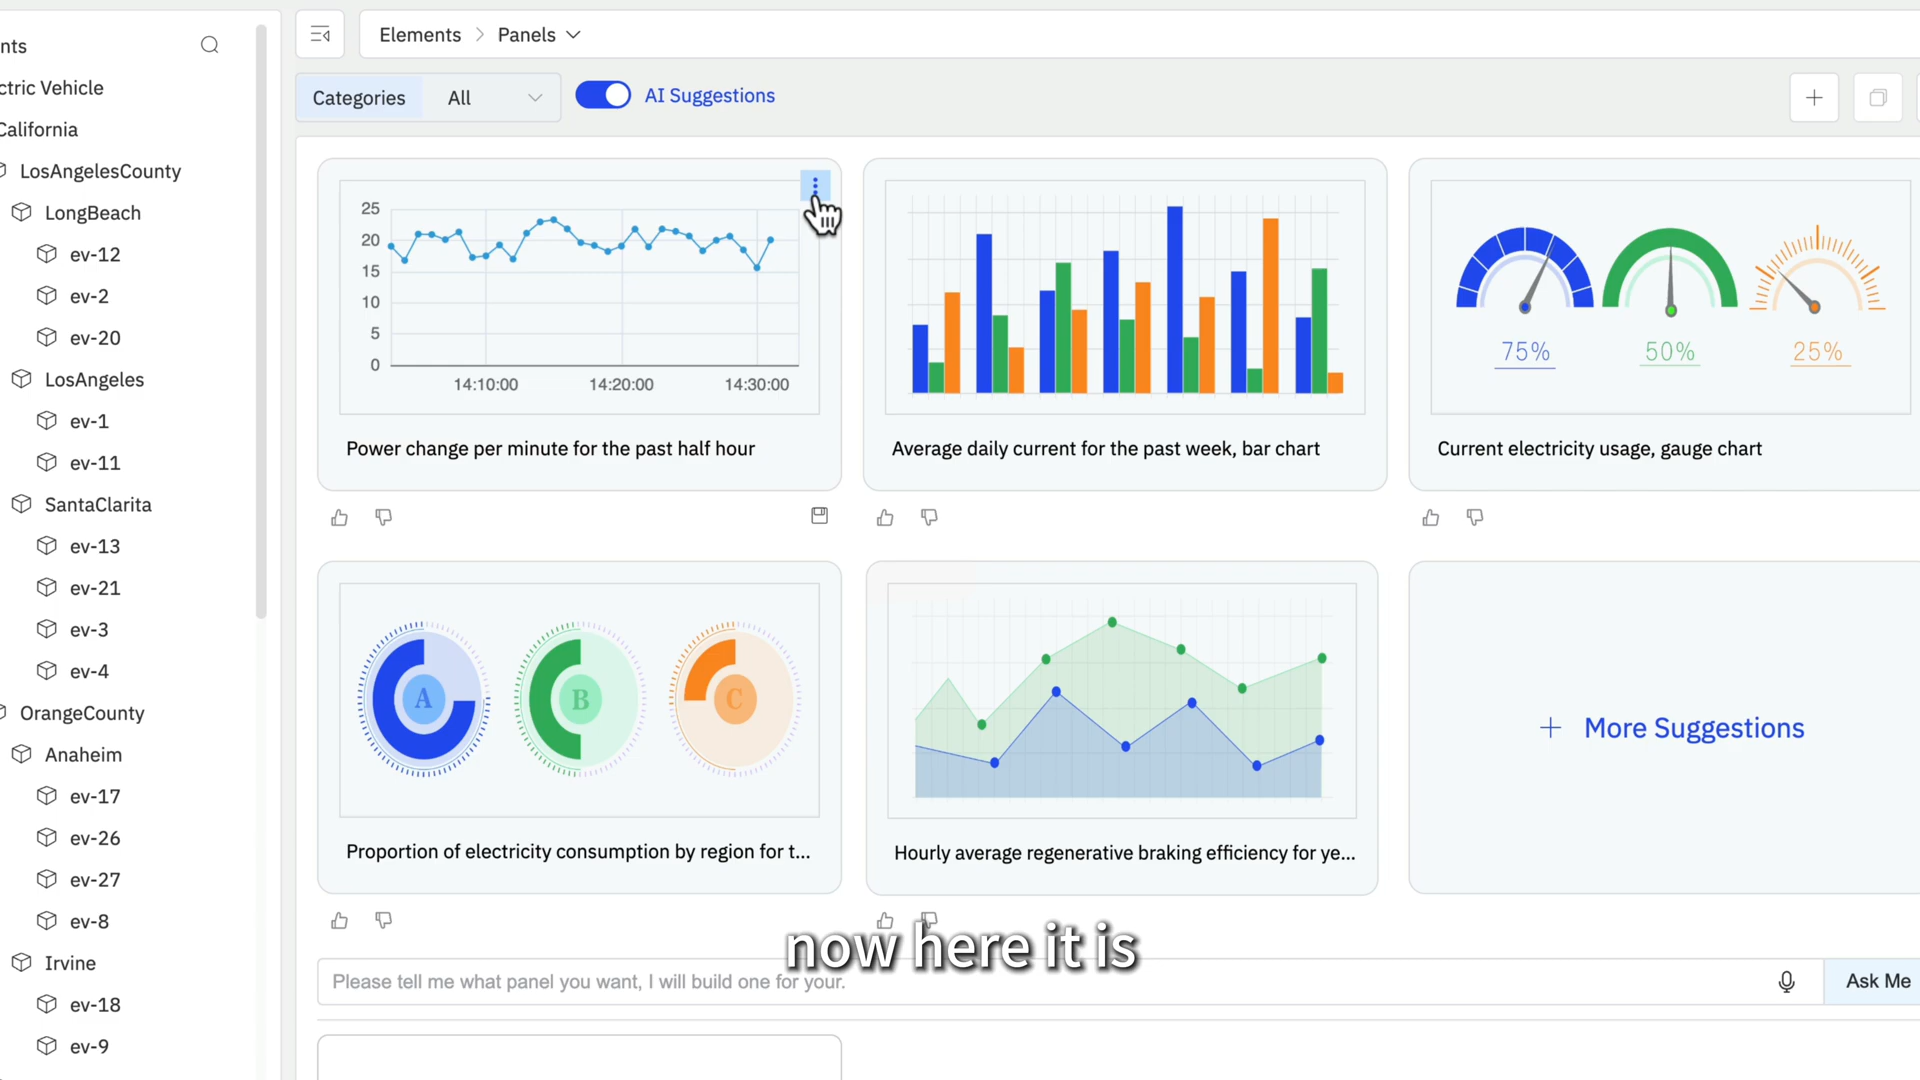 nts
ctric Vehicle
California
LosAngelesCounty
LongBeach
ev-12
ev-2
ev-20
LosAngeles
ev-1
ev-11
SantaClarita
ev-13
ev-21
ev-3
ev-4
OrangeCounty
Anaheim
ev-17
ev-26
ev-27
ev-8
Irvine
ev-18
ev-9
Elements > Panels
Categories All AI Suggestions
25
20
15
10
5
0
14:10:00 14:20:00 14:30:00
Power change per minute for the past half hour
Average daily current for the past week, bar chart
75% 50% 25%
Current electricity usage, gauge chart
A B C
Proportion of electricity consumption by region for t...
Hourly average regenerative braking efficiency for ye...
+ More Suggestions
now here it is
Please tell me what panel you want, I will build one for your.
Ask Me